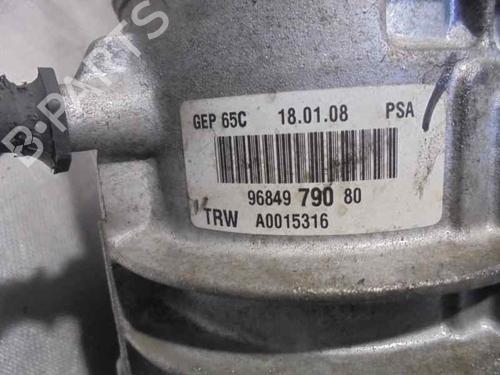 B-PARTS
GEP 65C 18.01.08 PSA
96849 790 80
TRW A0015316